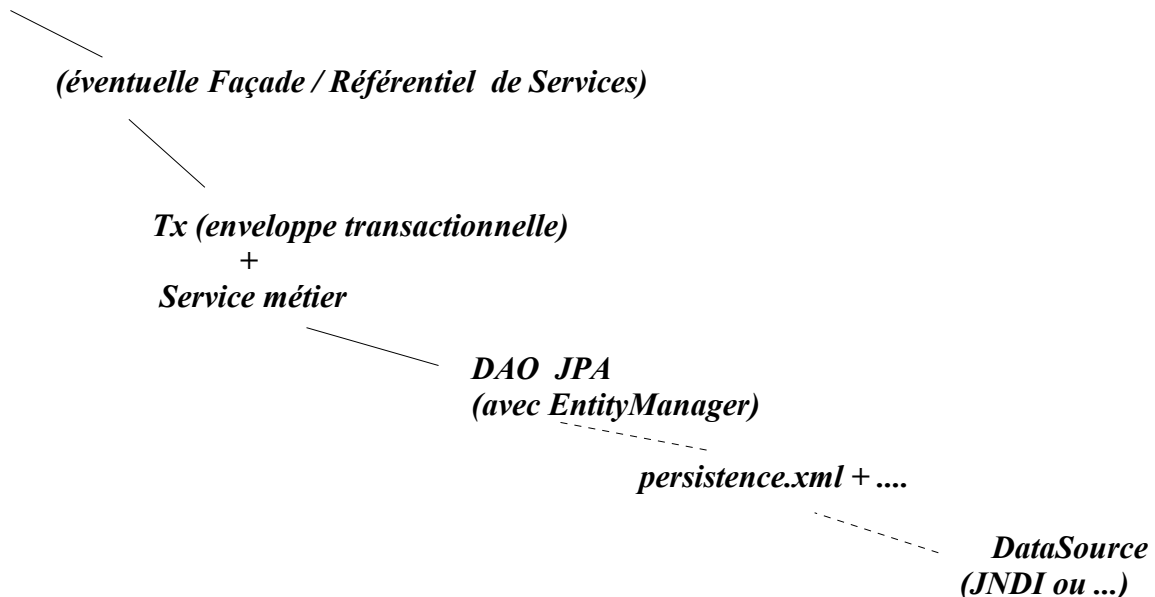 (éventuelle Façade / Référentiel de Services)
Tx (enveloppe transactionnelle)
+
Service métier
DAO JPA
(avec EntityManager)
persistence.xml + ....
DataSource
(JNDI ou ...)